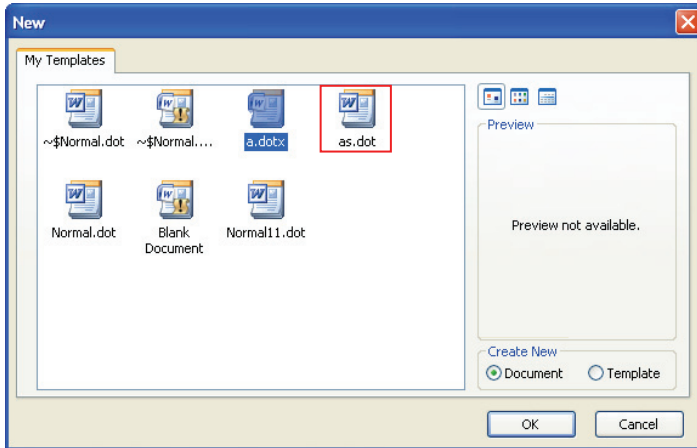 New
My Templates
~$Normal.dot ~$Normal.... a.dotx as.dot
Normal.dot Blank Document Normal11.dot
Preview
Preview not available.
Create New
Document Template
OK Cancel